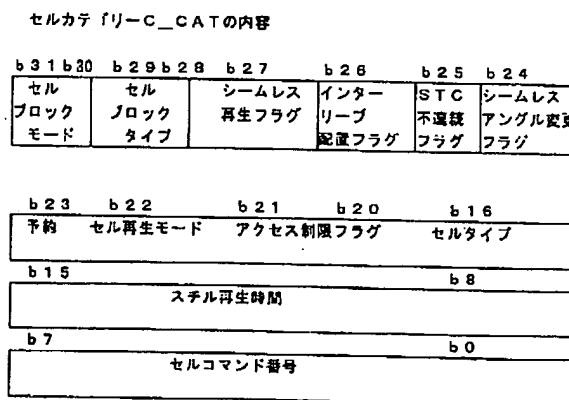 セルカテゴリーC_CATの内容
b31b30 b29b28 b27 b26 b25 b24
セル セル シームレス インター STC シームレス
ブロック ブロック 再生フラグ リーブ 不連続 アングル変更
モード タイプ 配置フラグ フラグ フラグ
b23 b22 b21 b20 b16
予約 セル再生モード アクセス制限フラグ セルタイプ
b15 b8
スチル再生時間
b7 b0
セルコマンド番号